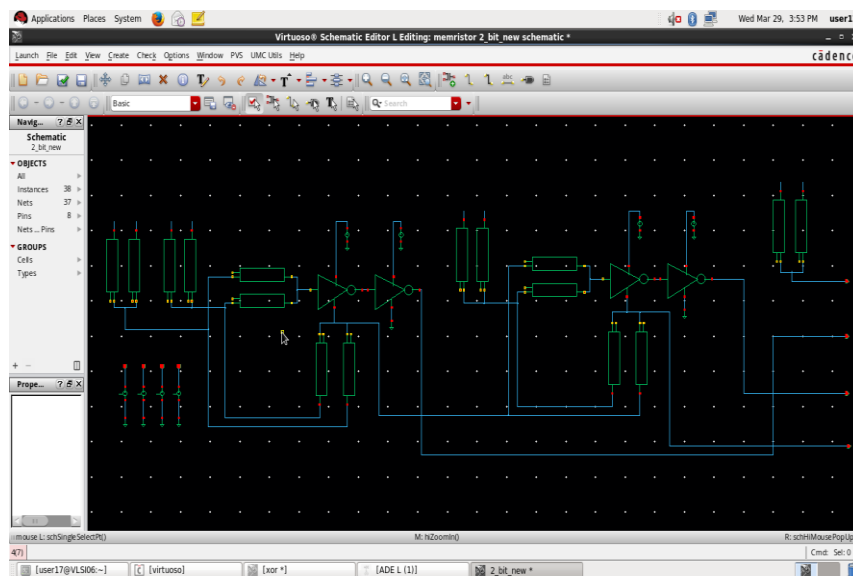 Applications Places System Wed Mar 29, 3:53 PM user1
Virtuoso® Schematic Editor L Editing: memristor 2_bit_new schematic *
Launch File Edit View Create Check Options Window PVS UMC Utils Help cādence
Basic Search
Navig... ? X
Schematic
2_bit_new
OBJECTS
All
Instances 38
Nets 37
Pins 8
Nets ... Pins
GROUPS
Cells
Types
Prope... ? X
mouse L: schSingleSelectPt() M: hiZoomIn() R: schHiMousePopUp
4(7) Cmd: Sel: 0
[user17@VLSI06:~] [virtuoso] [xor *] [ADE L (1)] 2_bit_new *